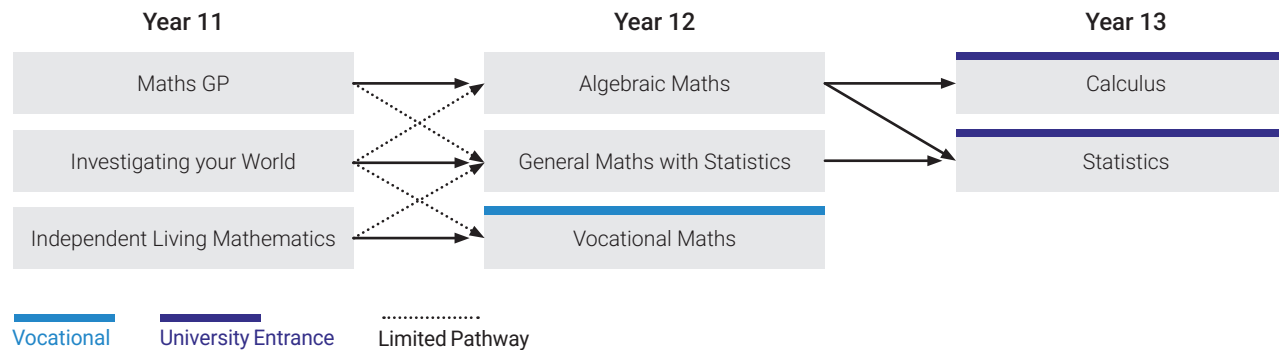 Year 11
Year 12
Year 13
Maths GP
Algebraic Maths
Calculus
Investigating your World
General Maths with Statistics
Statistics
Independent Living Mathematics
Vocational Maths
Vocational
University Entrance
Limited Pathway